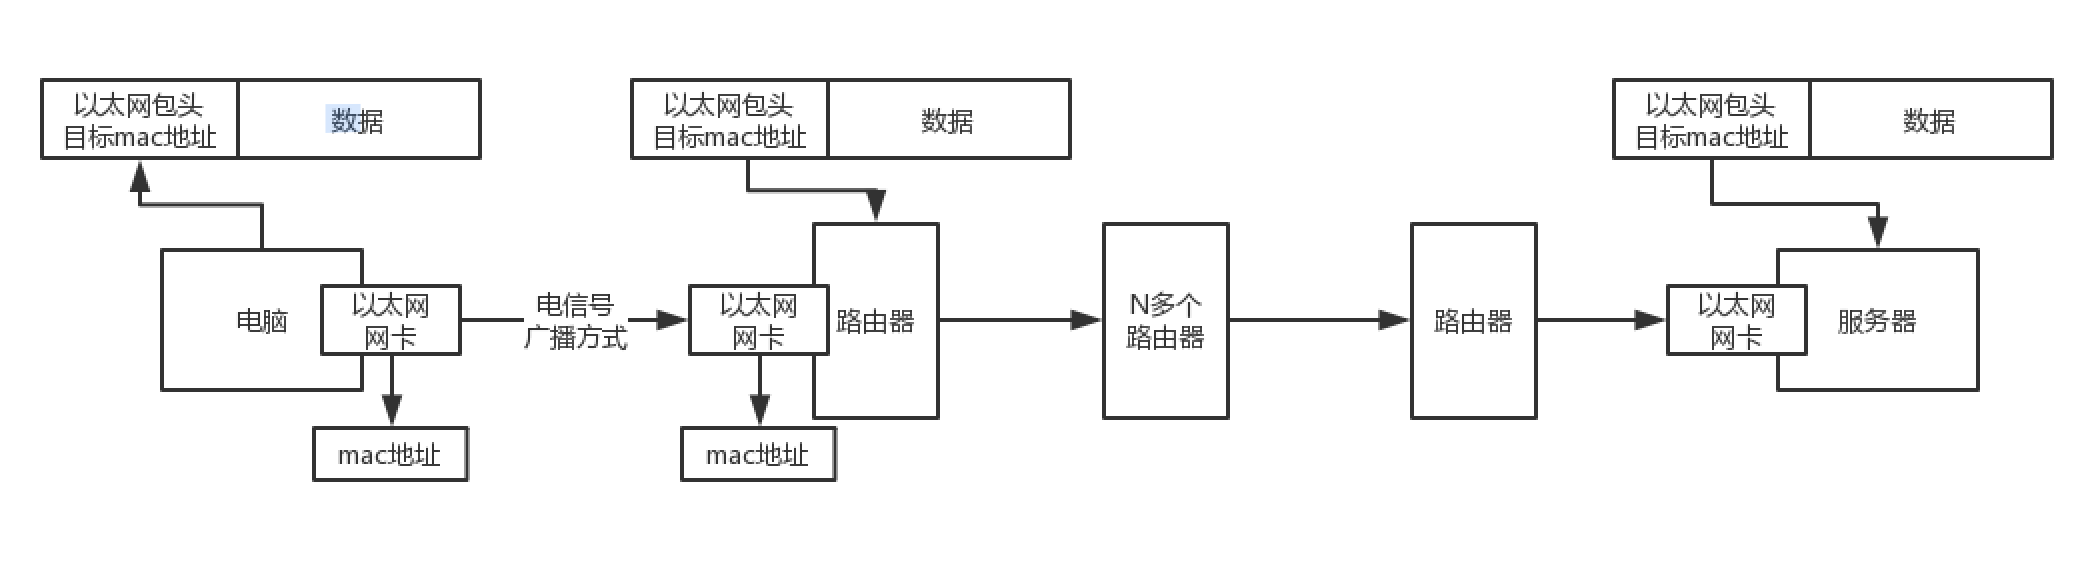 以太网包头
目标mac地址
数据
以太网包头
目标mac地址
数据
以太网包头
目标mac地址
数据
电脑
以太网
网卡
电信号
广播方式
以太网
网卡
路由器
N多个
路由器
路由器
以太网
网卡
服务器
mac地址
mac地址